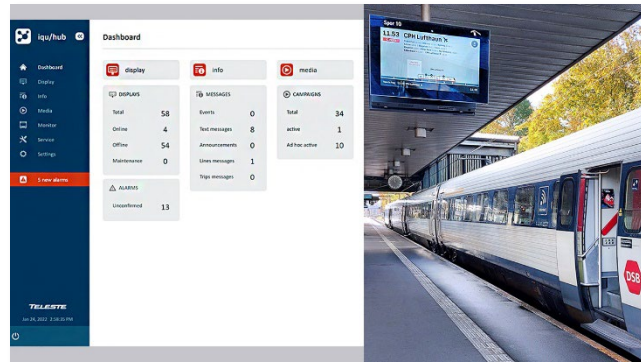 iqu/hub
Dashboard
Display
Info
Media
Monitor
Service
Settings
5 new alarms
TELESTE
Jan 24, 2022
Dashboard
display
info
media
DISPLAYS
Total 58
Online 4
Offline 54
Maintenance 0
ALARMS
Unconfirmed 13
MESSAGES
Events 0
Text messages 8
Announcements 0
Lines messages 1
Trips messages 0
CAMPAIGNS
Total 34
active 1
Ad hoc active 10
Spor 10
11.53 CPH Lufthavn
DSB